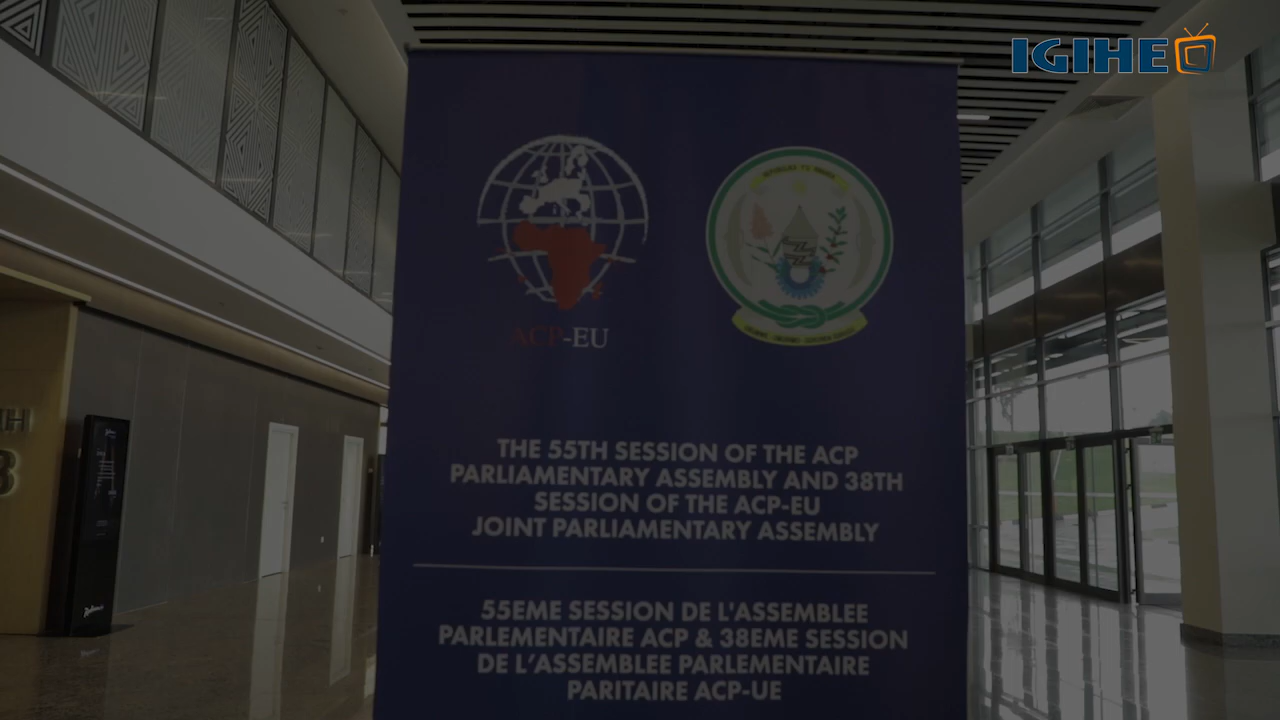 IGIHE
ACP-EU
THE 55TH SESSION OF THE ACP
PARLIAMENTARY ASSEMBLY AND 38TH
SESSION OF THE ACP-EU
JOINT PARLIAMENTARY ASSEMBLY
55EME SESSION DE L'ASSEMBLEE
PARLEMENTAIRE ACP & 38EME SESSION
DE L'ASSEMBLEE PARLEMENTAIRE
PARITAIRE ACP-UE